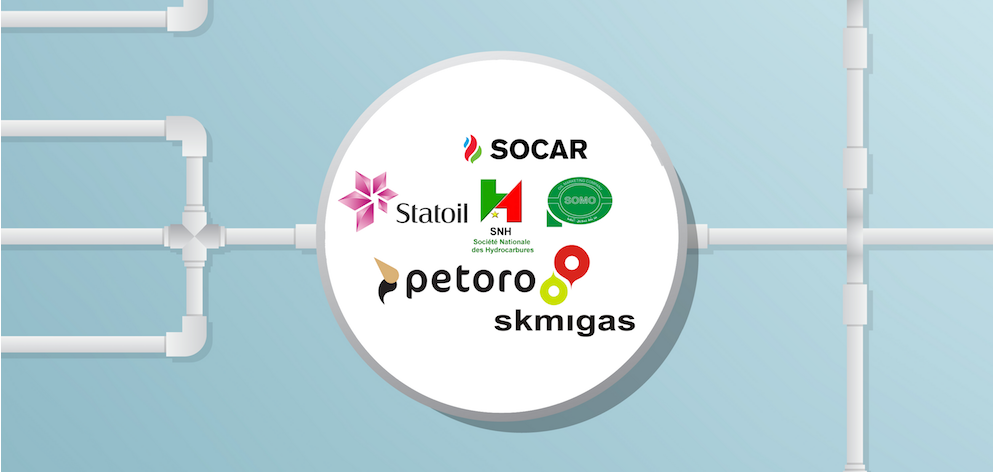 SOCAR
Statoil
SNH
Société Nationale
des Hydrocarbures
SOMO
petoro
skmigas